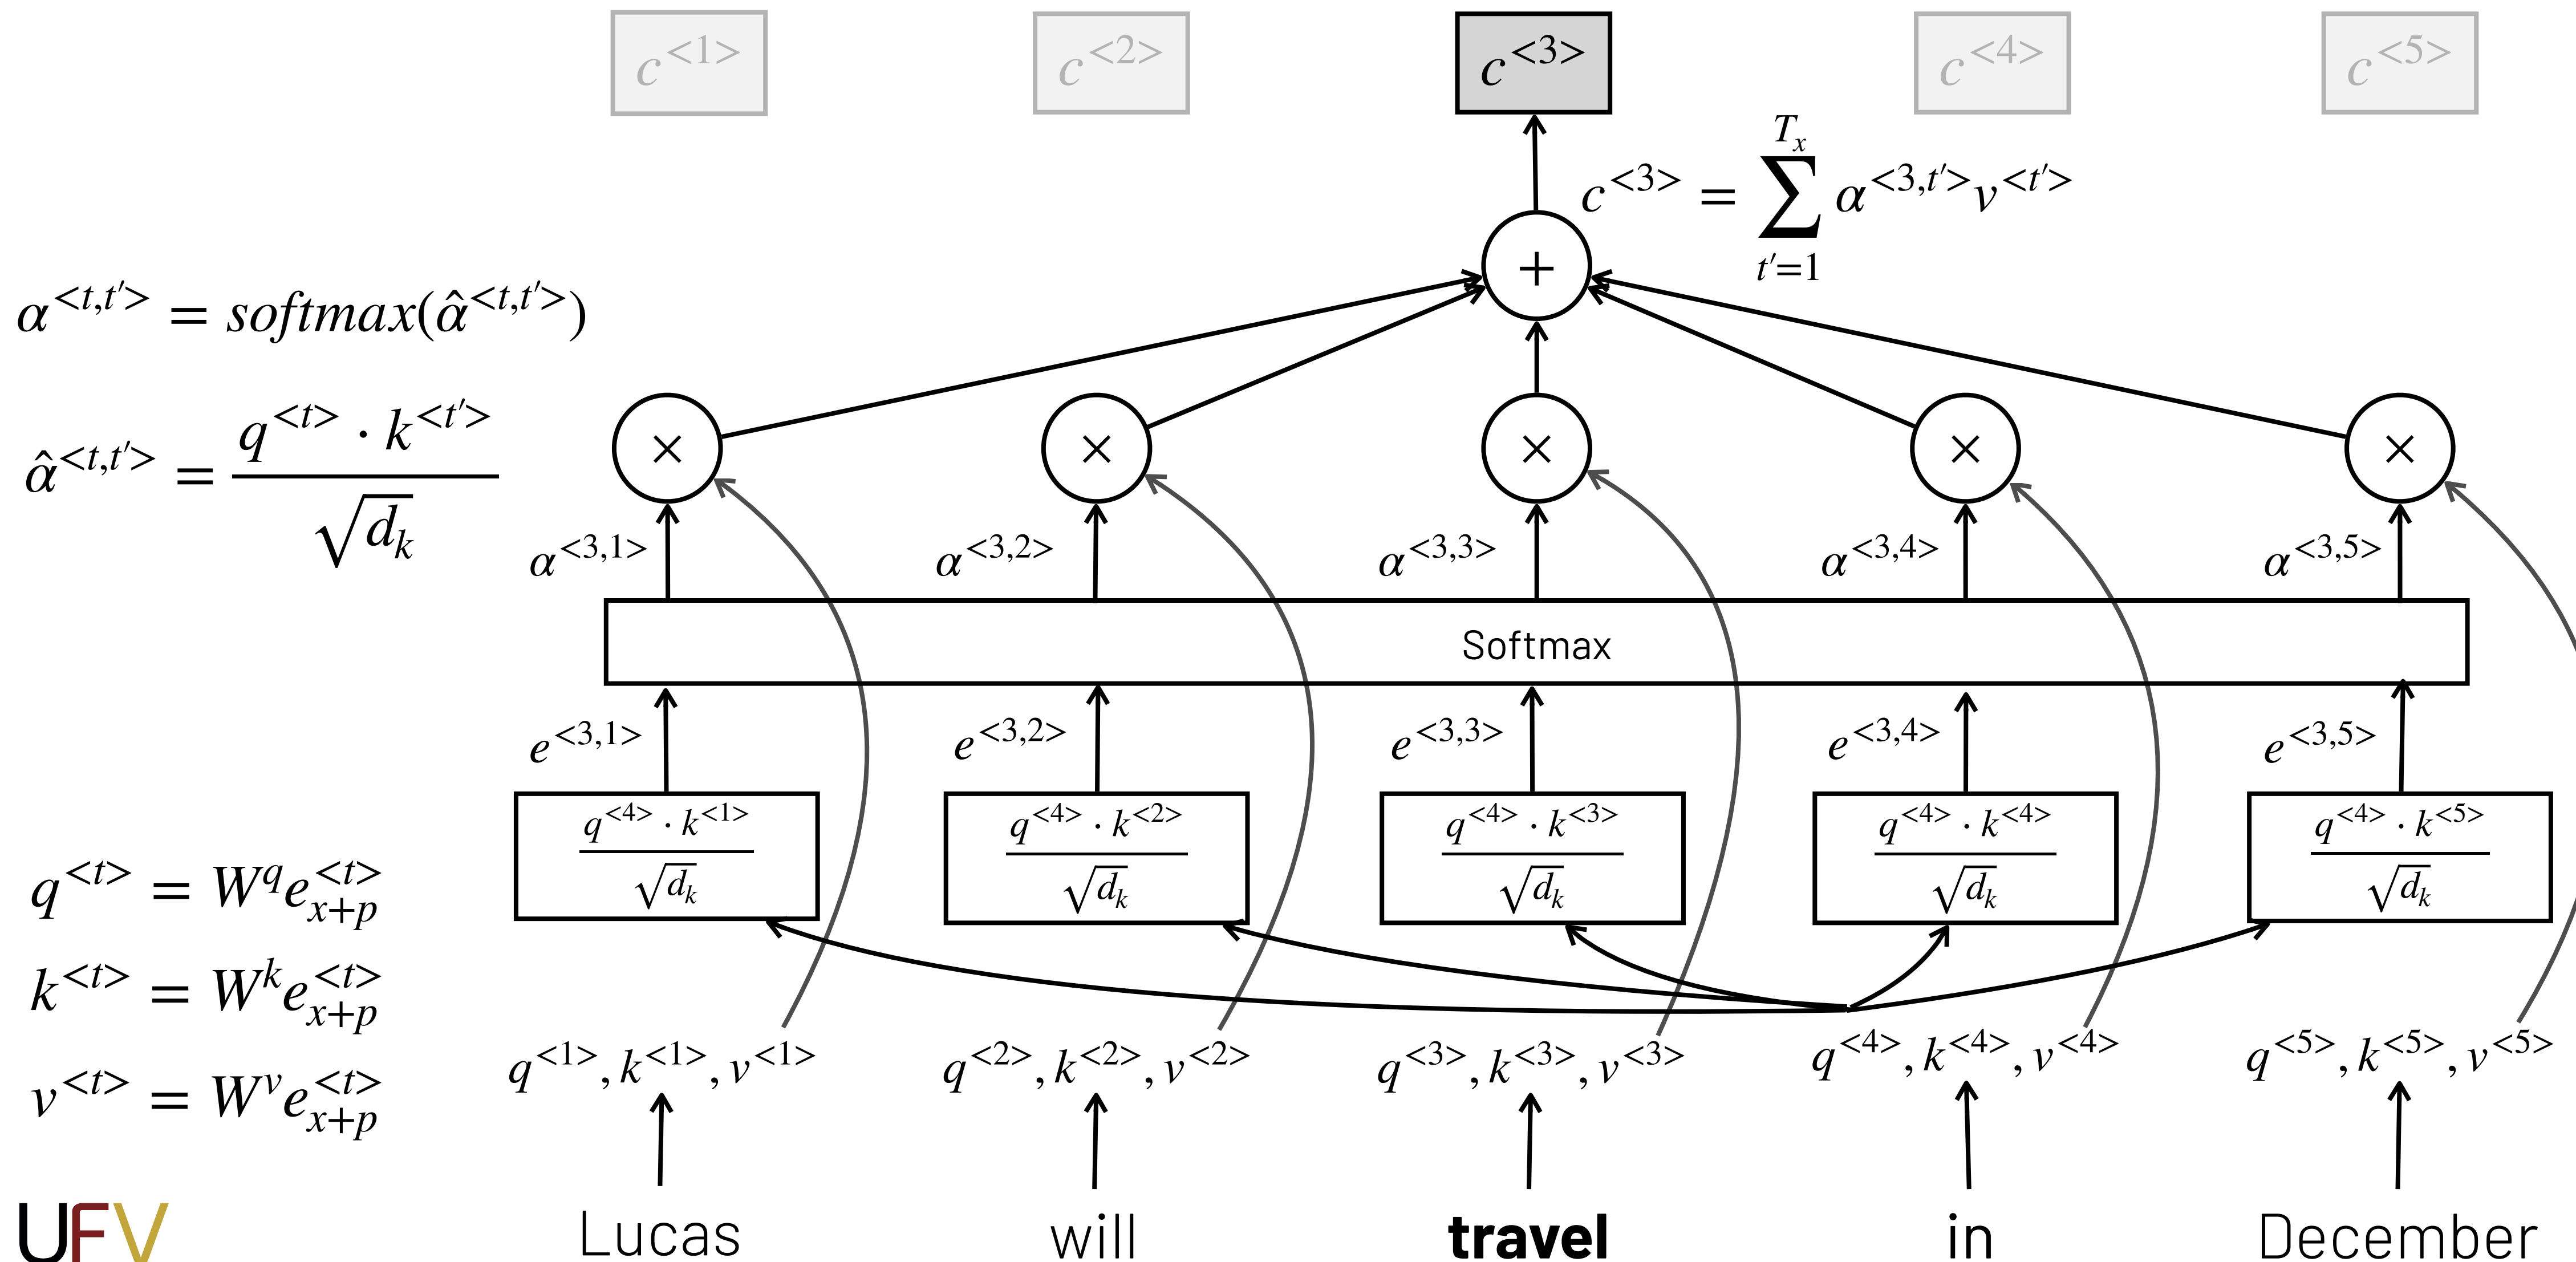 c<1> c<2> c<3> c<4> c<5>
c<3> = ∑_{t′=1}^{T_x} α<3,t′> v<t′>
+
α<t,t′> = softmax(α̂<t,t′>)
α̂<t,t′> = q<t> · k<t′> / √d_k
× × × × ×
α<3,1> α<3,2> α<3,3> α<3,4> α<3,5>
Softmax
e<3,1> e<3,2> e<3,3> e<3,4> e<3,5>
q<4> · k<1> / √d_k q<4> · k<2> / √d_k q<4> · k<3> / √d_k q<4> · k<4> / √d_k q<4> · k<5> / √d_k
q<t> = W^q e_{x+p}^{<t>}
k<t> = W^k e_{x+p}^{<t>}
v<t> = W^v e_{x+p}^{<t>}
q<1>, k<1>, v<1> q<2>, k<2>, v<2> q<3>, k<3>, v<3> q<4>, k<4>, v<4> q<5>, k<5>, v<5>
Lucas will travel in December
UFV